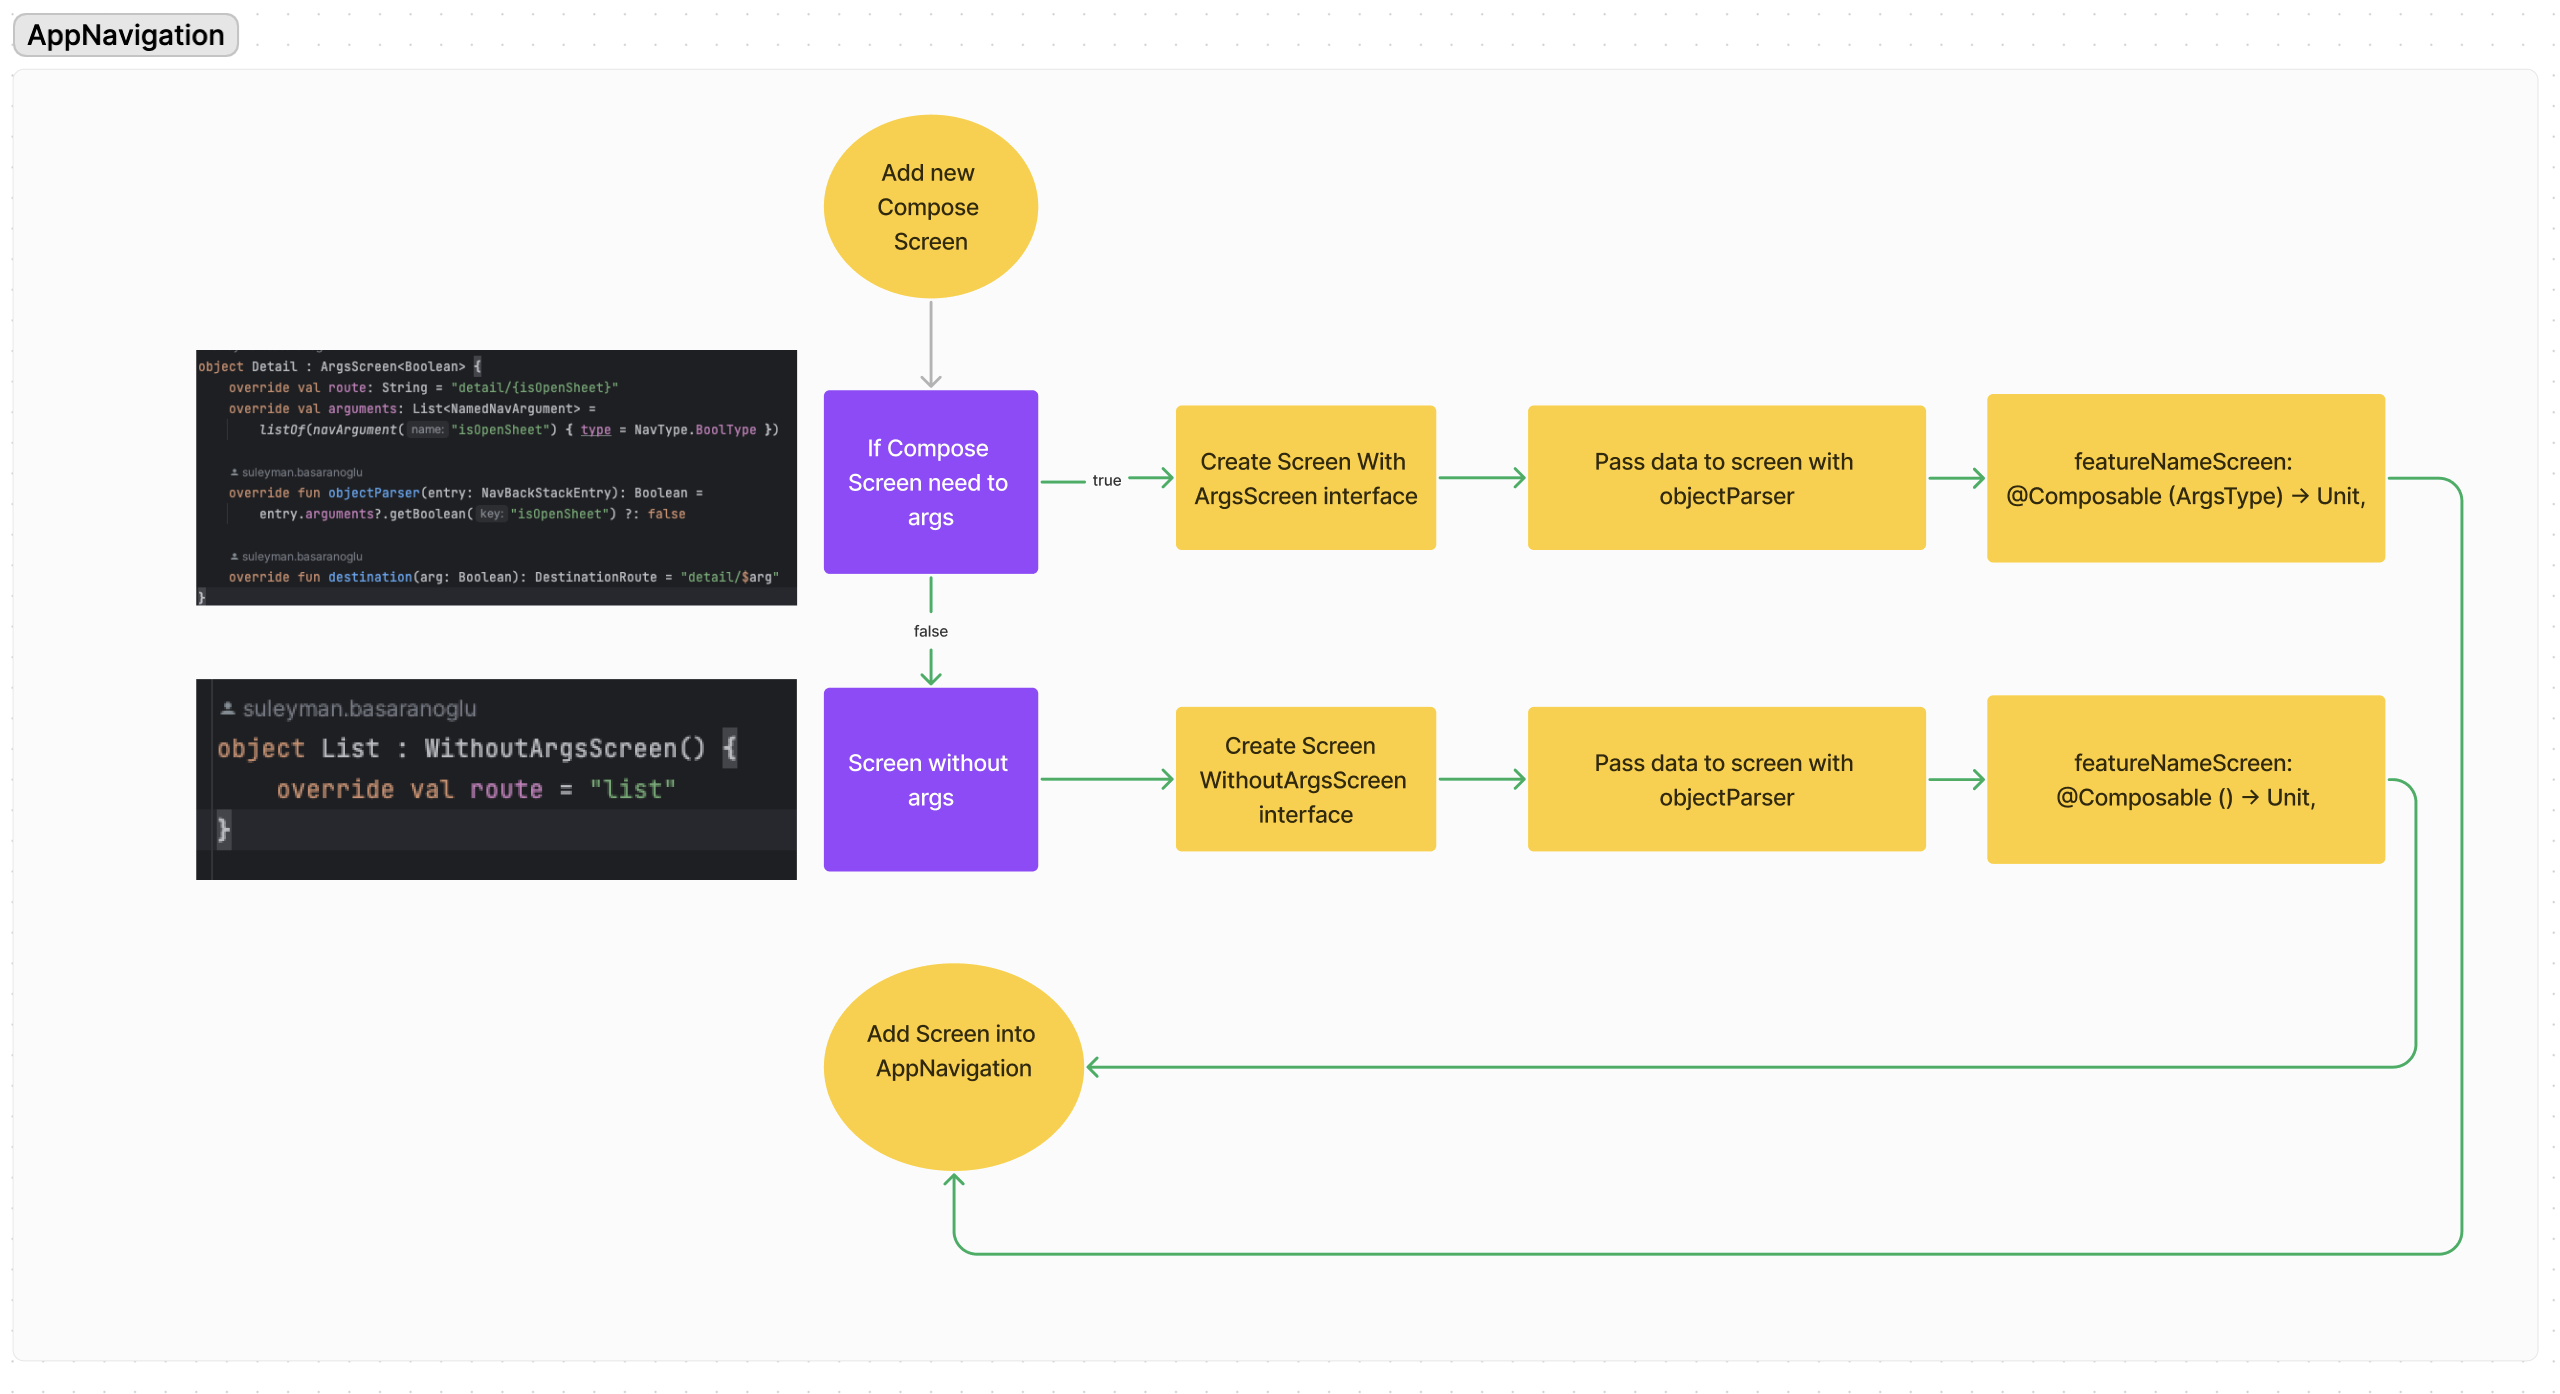 AppNavigation
Add new
Compose
Screen
object Detail : ArgsScreen<Boolean> {
override val route: String = "detail/{isOpenSheet}"
override val arguments: List<NamedNavArgument> =
listOf(navArgument( name: "isOpenSheet") { type = NavType.BoolType })
suleyman.basaranoglu
override fun objectParser(entry: NavBackStackEntry): Boolean =
entry.arguments?.getBoolean( key: "isOpenSheet") ?: false
suleyman.basaranoglu
override fun destination(arg: Boolean): DestinationRoute = "detail/$arg"
}
If Compose
Screen need to
args
true
Create Screen With
ArgsScreen interface
Pass data to screen with
objectParser
featureNameScreen:
@Composable (ArgsType) → Unit,
false
suleyman.basaranoglu
object List : WithoutArgsScreen() {
override val route = "list"
}
Screen without
args
Create Screen
WithoutArgsScreen
interface
Pass data to screen with
objectParser
featureNameScreen:
@Composable () → Unit,
Add Screen into
AppNavigation